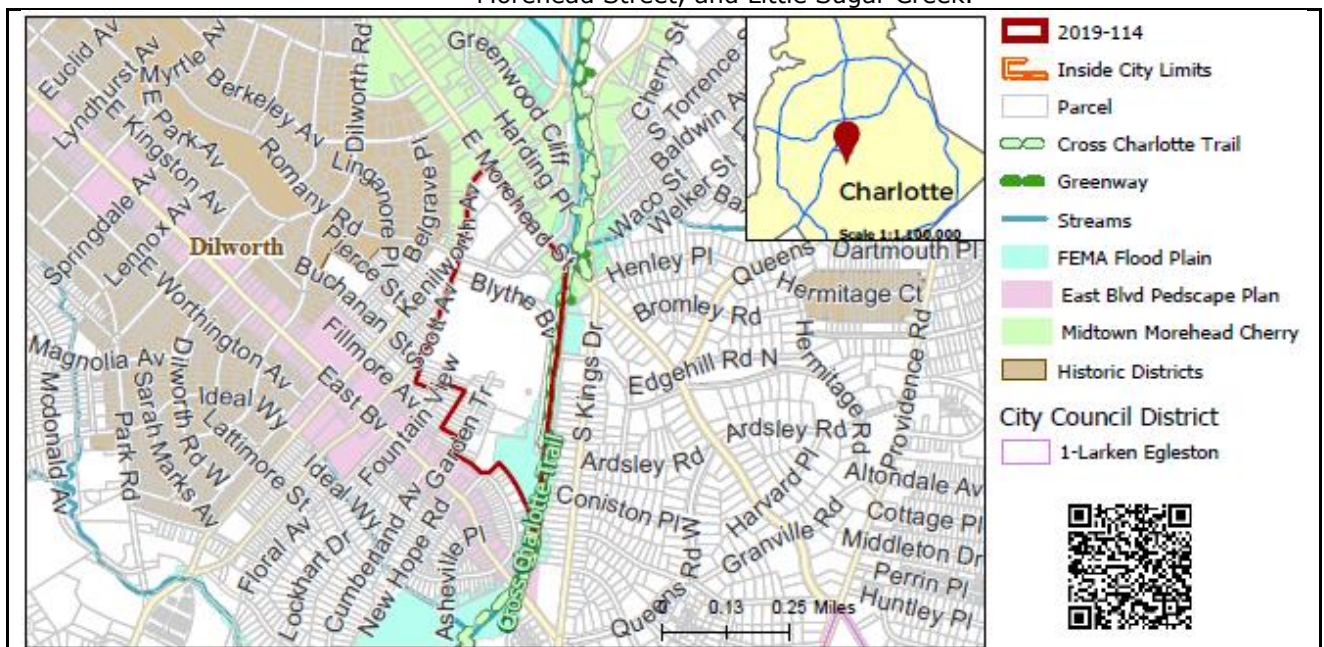 Morehead Street, and Little Sugar Creek.
Euclid Av
Lyndhurst Av
Myrtle Av
E Park Av
Berkeley Av
Dilworth Rd
E Kingston Av
Springdale Av
Lennox Av
Romany Rd
Linganore Pl
Belgrave Pl
Pierce St
Dilworth
E Worthington Av
Buchanan St
Kenilworth Av
Scott Av
E Morehead St
Greenwood Cliff
Harding Pl
Blythe Bv
Fillmore Av
Fountain View
East Bv
Garden Tr
Magnolia Av
Mcdonald Av
Park Rd
Sarah Marks Av
Dilworth Rd W
Ideal Wy
Lattimore St
Floral Av
Ideal Wy
Lockhart Dr
Cumberland Av
New Hope Rd
Asheville Pl
Cross Charlotte Trail
S Kings Dr
Cherry St
S Torrence St
Baldwin Av
Waco St
Welker St
Ba
Henley Pl
Queens Rd
Dartmouth Pl
Hermitage Ct
Bromley Rd
Edgehill Rd N
Hermitage Rd
Providence Rd
Ardsley Rd
Ardsley Rd
Harvard Pl
Altondale Av
Coniston Pl
Queens Rd W
Granville Rd
Cottage Pl
Middleton Dr
Perrin Pl
Huntley Pl
0 0.13 0.25 Miles
Charlotte
Scale 1:1,100,000
2019-114
Inside City Limits
Parcel
Cross Charlotte Trail
Greenway
Streams
FEMA Flood Plain
East Blvd Pedscape Plan
Midtown Morehead Cherry
Historic Districts
City Council District
1-Larken Egleston